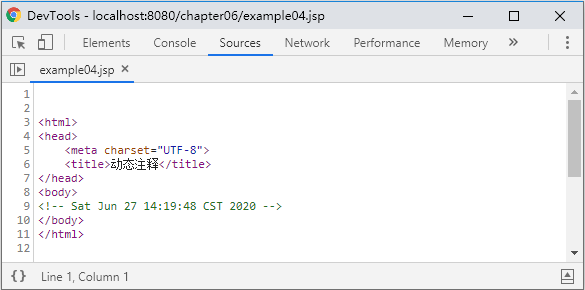 DevTools - localhost:8080/chapter06/example04.jsp
Elements Console Sources Network Performance Memory »
example04.jsp ×
1
2
3 <html>
4 <head>
5 <meta charset="UTF-8">
6 <title>动态注释</title>
7 </head>
8 <body>
9 <!-- Sat Jun 27 14:19:48 CST 2020 -->
10 </body>
11 </html>
12
{} Line 1, Column 1